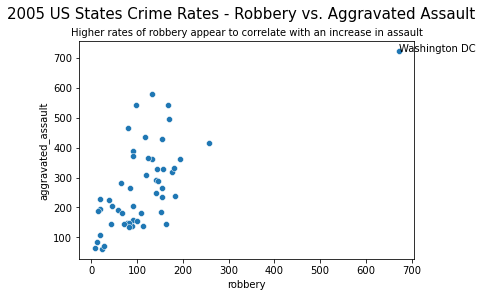 2005 US States Crime Rates - Robbery vs. Aggravated Assault
Higher rates of robbery appear to correlate with an increase in assault
Washington DC
700
600
500
400
300
200
100
aggravated_assault
0 100 200 300 400 500 600 700
robbery